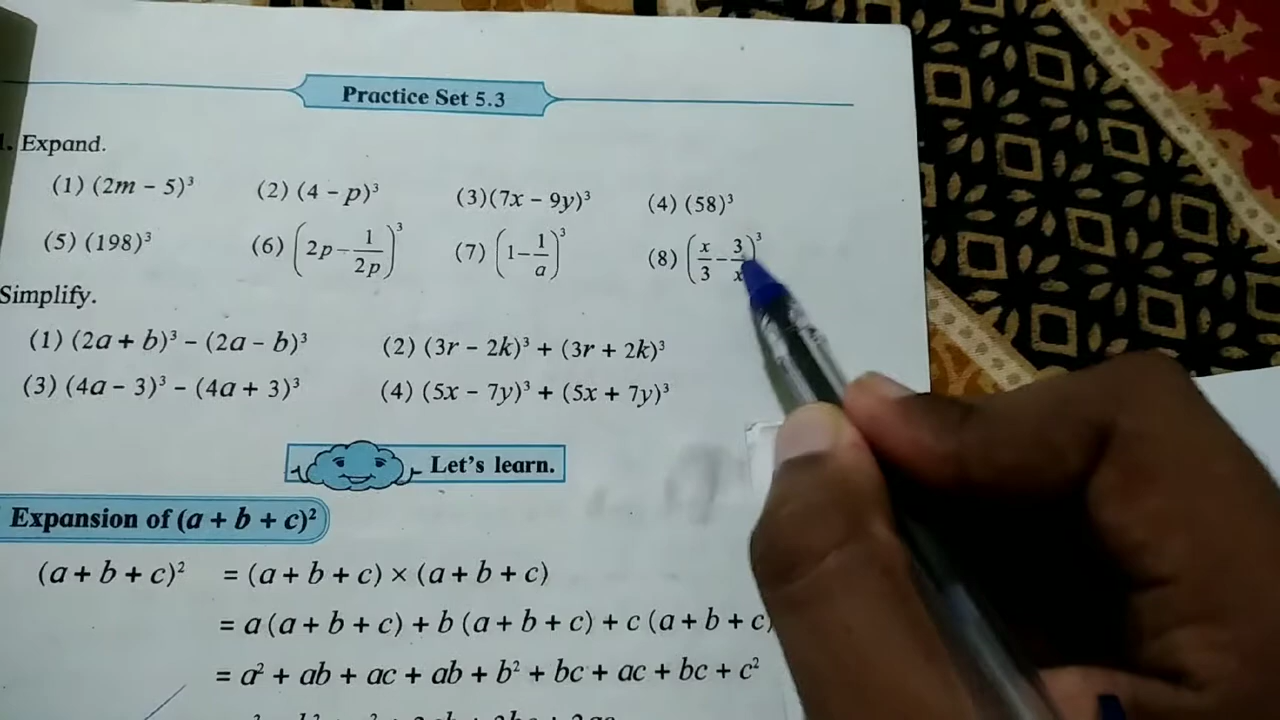 Practice Set 5.3
1. Expand.
(1) (2m − 5)³ (2) (4 − p)³ (3)(7x − 9y)³ (4) (58)³
(5) (198)³ (6) (2p − 1/2p)³ (7) (1 − 1/a)³ (8) (x/3 − 3/x)³
Simplify.
(1) (2a + b)³ − (2a − b)³ (2) (3r − 2k)³ + (3r + 2k)³
(3) (4a − 3)³ − (4a + 3)³ (4) (5x − 7y)³ + (5x + 7y)³
Let's learn.
Expansion of (a + b + c)²
(a + b + c)² = (a + b + c) × (a + b + c)
= a (a + b + c) + b (a + b + c) + c (a + b + c)
= a² + ab + ac + ab + b² + bc + ac + bc + c²